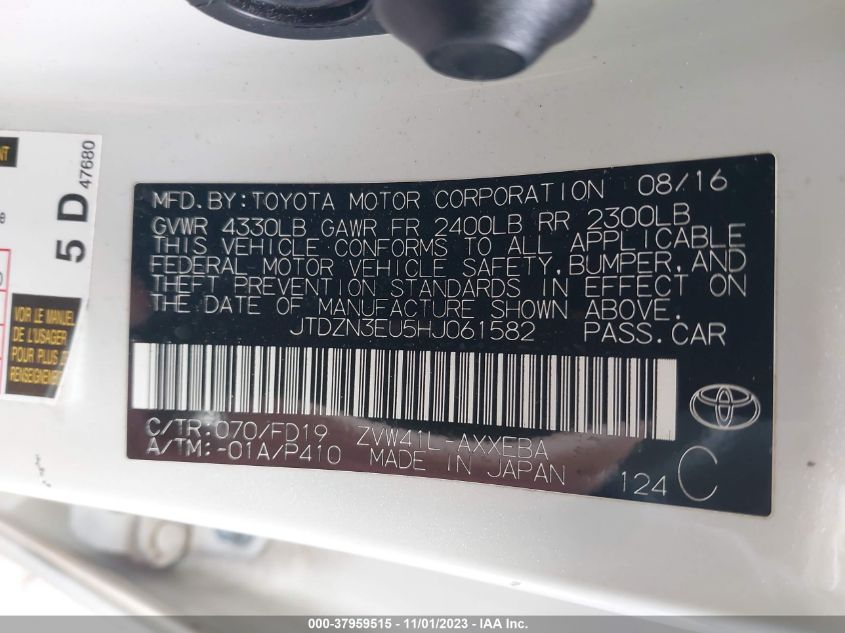 NT
5 D 47680
VOIR LE MANUEL
DE L'USAGER
POUR PLUS DE
RENSEIGNEMEN
MFD.BY:TOYOTA MOTOR CORPORATION 08/16
GVWR 4330LB GAWR FR 2400LB RR 2300LB
THIS VEHICLE CONFORMS TO ALL APPLICABLE
FEDERAL MOTOR VEHICLE SAFETY,BUMPER,AND
THEFT PREVENTION STANDARDS IN EFFECT ON
THE DATE OF MANUFACTURE SHOWN ABOVE.
JTDZN3EU5HJ061582 PASS.CAR
C/TR:070/FD19 ZVW41L-AXXEBA
A/TM:-01A/P410 MADE IN JAPAN
124 C
000-37959515 - 11/01/2023 - IAA Inc.